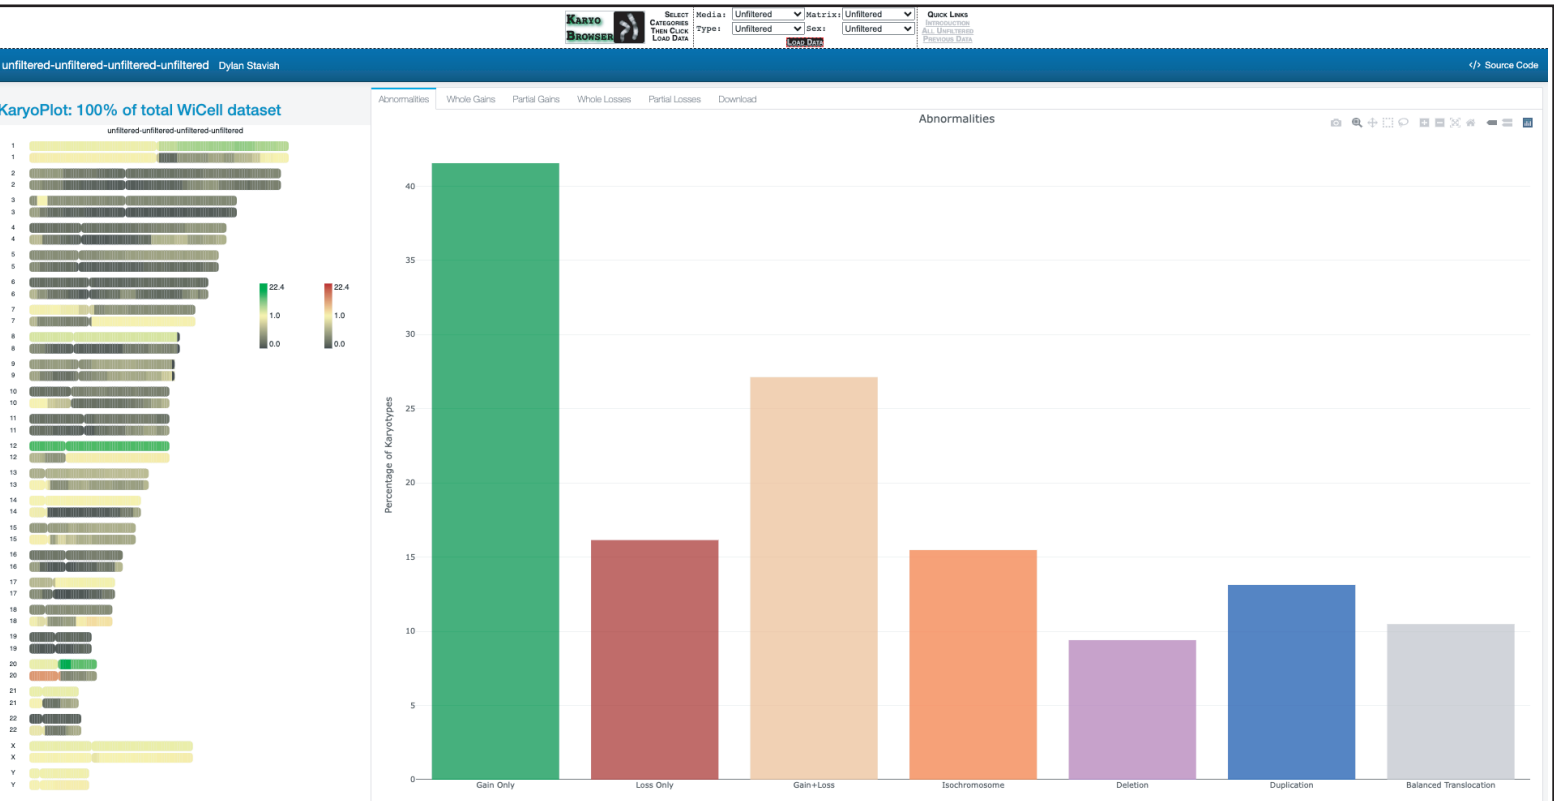 KARYO
BROWSER
SELECT
CATEGORIES
THEN CLICK
LOAD DATA
Media: Unfiltered Matrix: Unfiltered
Type: Unfiltered Sex: Unfiltered
LOAD DATA
QUICK LINKS
INTRODUCTION
ALL UNFILTERED
PREVIOUS DATA
unfiltered-unfiltered-unfiltered-unfiltered Dylan Stavish
</> Source Code
KaryoPlot: 100% of total WiCell dataset
unfiltered-unfiltered-unfiltered-unfiltered
1
1
2
2
3
3
4
4
5
5
6
6
7
7
8
8
9
9
10
10
11
11
12
12
13
13
14
14
15
15
16
16
17
17
18
18
19
19
20
20
21
21
22
22
X
X
Y
Y
22.4
1.0
0.0
22.4
1.0
0.0
Abnormalities Whole Gains Partial Gains Whole Losses Partial Losses Download
Abnormalities
Percentage of Karyotypes
40
35
30
25
20
15
10
5
0
Gain Only Loss Only Gain+Loss Isochromosome Deletion Duplication Balanced Translocation